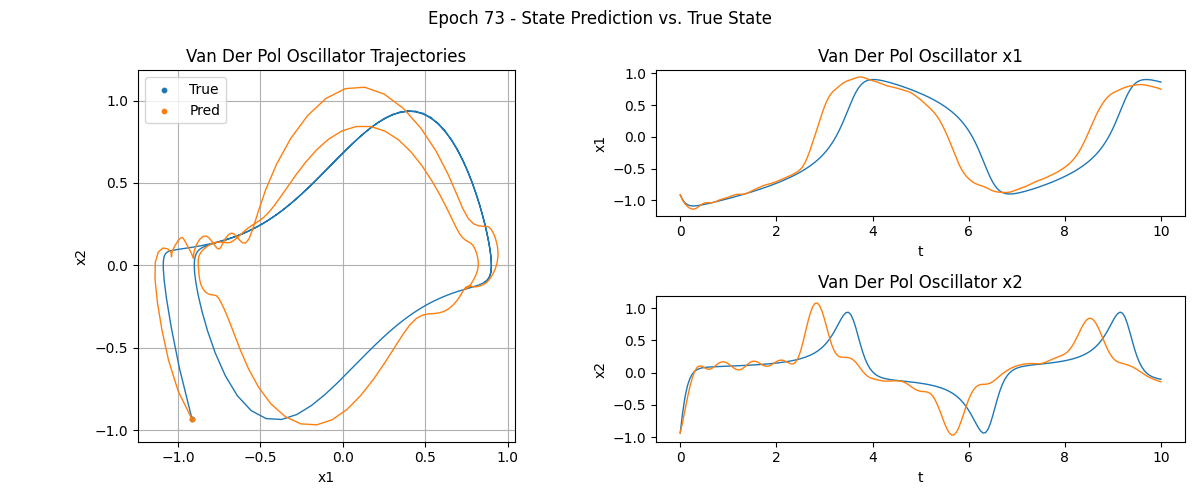 Epoch 73 - State Prediction vs. True State
Van Der Pol Oscillator Trajectories
True
Pred
1.0
0.5
0.0
−0.5
−1.0
x2
−1.0
−0.5
0.0
0.5
1.0
x1
Van Der Pol Oscillator x1
1.0
0.5
0.0
−0.5
−1.0
x1
0
2
4
6
8
10
t
Van Der Pol Oscillator x2
1.0
0.5
0.0
−0.5
−1.0
x2
0
2
4
6
8
10
t